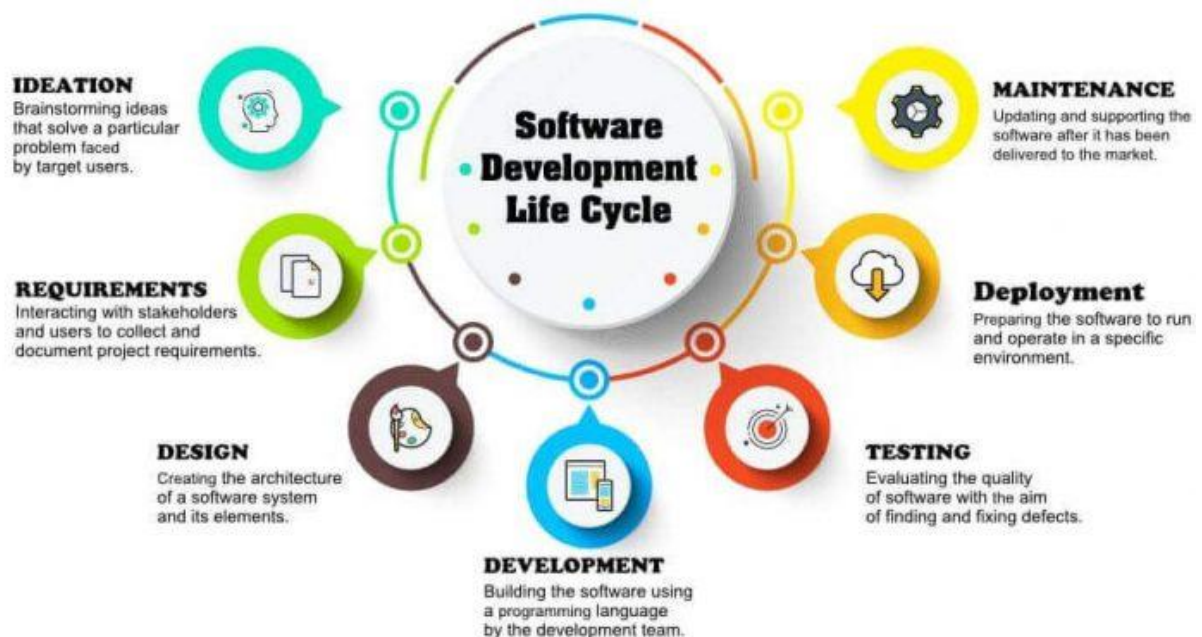 Software
Development
Life Cycle
IDEATION
Brainstorming ideas
that solve a particular
problem faced
by target users.
REQUIREMENTS
Interacting with stakeholders
and users to collect and
document project requirements.
DESIGN
Creating the architecture
of a software system
and its elements.
DEVELOPMENT
Building the software using
a programming language
by the development team.
TESTING
Evaluating the quality
of software with the aim
of finding and fixing defects.
Deployment
Preparing the software to run
and operate in a specific
environment.
MAINTENANCE
Updating and supporting the
software after it has been
delivered to the market.